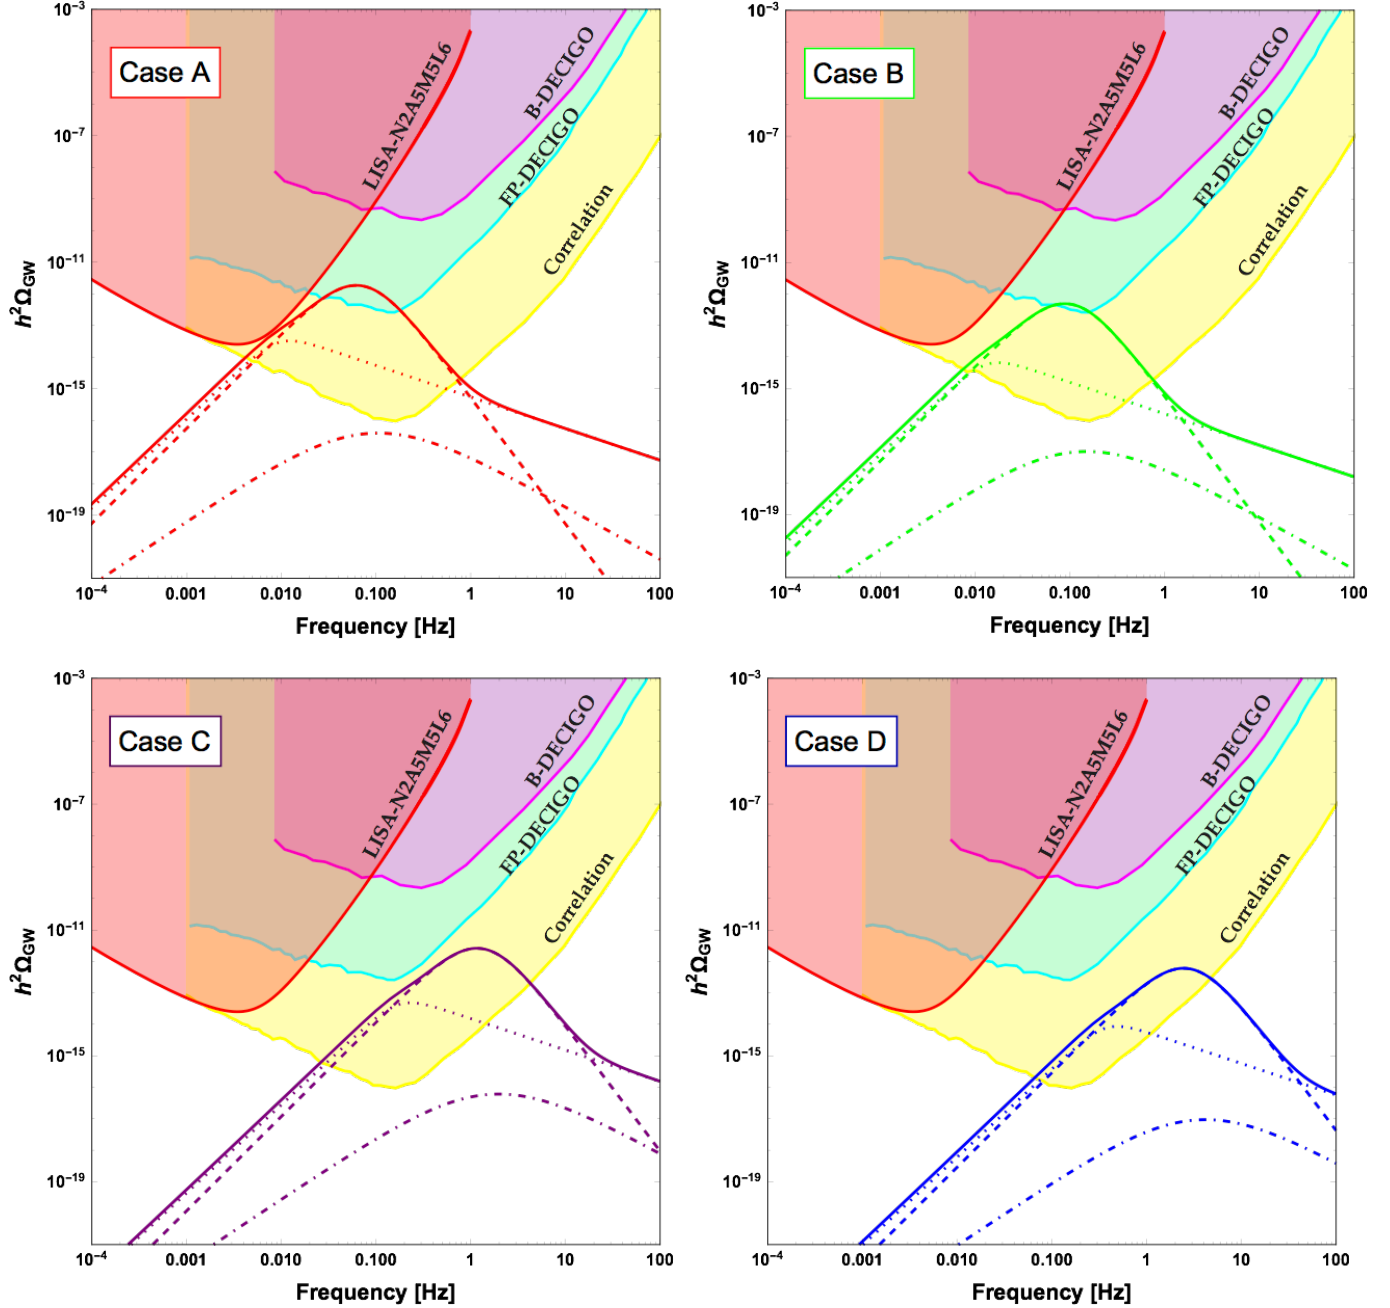 Case A
LISA-N2A5M5L6
B-DECIGO
FP-DECIGO
Correlation
10⁻³
10⁻⁷
10⁻¹¹
10⁻¹⁵
10⁻¹⁹
h²Ω_GW
10⁻⁴ 0.001 0.010 0.100 1 10 100
Frequency [Hz]
Case B
LISA-N2A5M5L6
B-DECIGO
FP-DECIGO
Correlation
10⁻³
10⁻⁷
10⁻¹¹
10⁻¹⁵
10⁻¹⁹
h²Ω_GW
10⁻⁴ 0.001 0.010 0.100 1 10 100
Frequency [Hz]
Case C
LISA-N2A5M5L6
B-DECIGO
FP-DECIGO
Correlation
10⁻³
10⁻⁷
10⁻¹¹
10⁻¹⁵
10⁻¹⁹
h²Ω_GW
10⁻⁴ 0.001 0.010 0.100 1 10 100
Frequency [Hz]
Case D
LISA-N2A5M5L6
B-DECIGO
FP-DECIGO
Correlation
10⁻³
10⁻⁷
10⁻¹¹
10⁻¹⁵
10⁻¹⁹
h²Ω_GW
10⁻⁴ 0.001 0.010 0.100 1 10 100
Frequency [Hz]